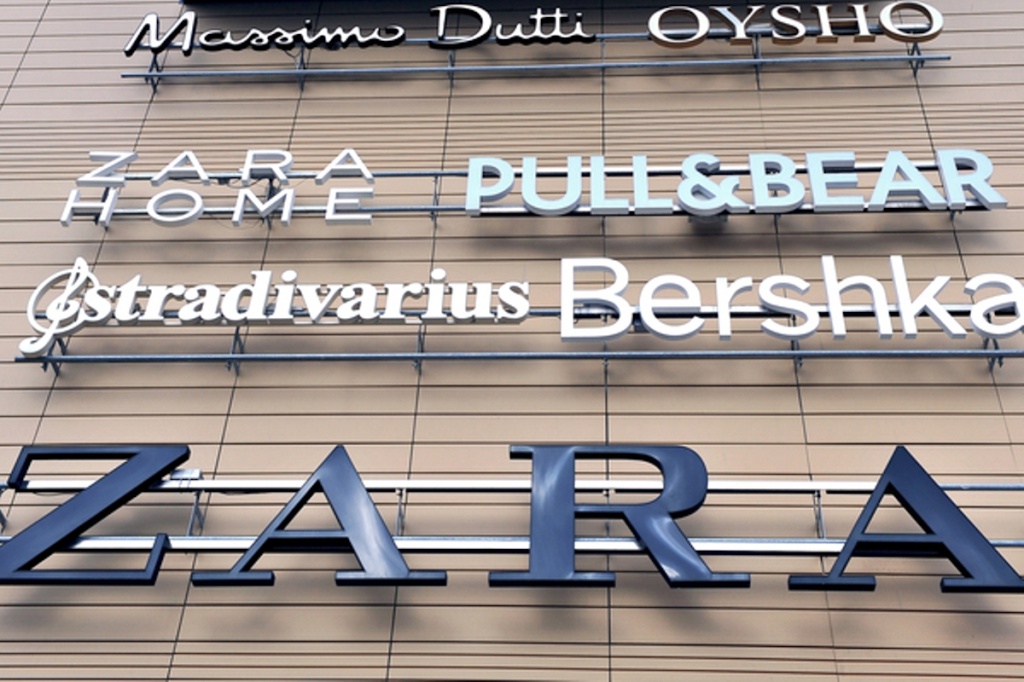 Massimo Dutti OYSHO
ZARA
HOME
PULL&BEAR
stradivarius Bershka
ZARA